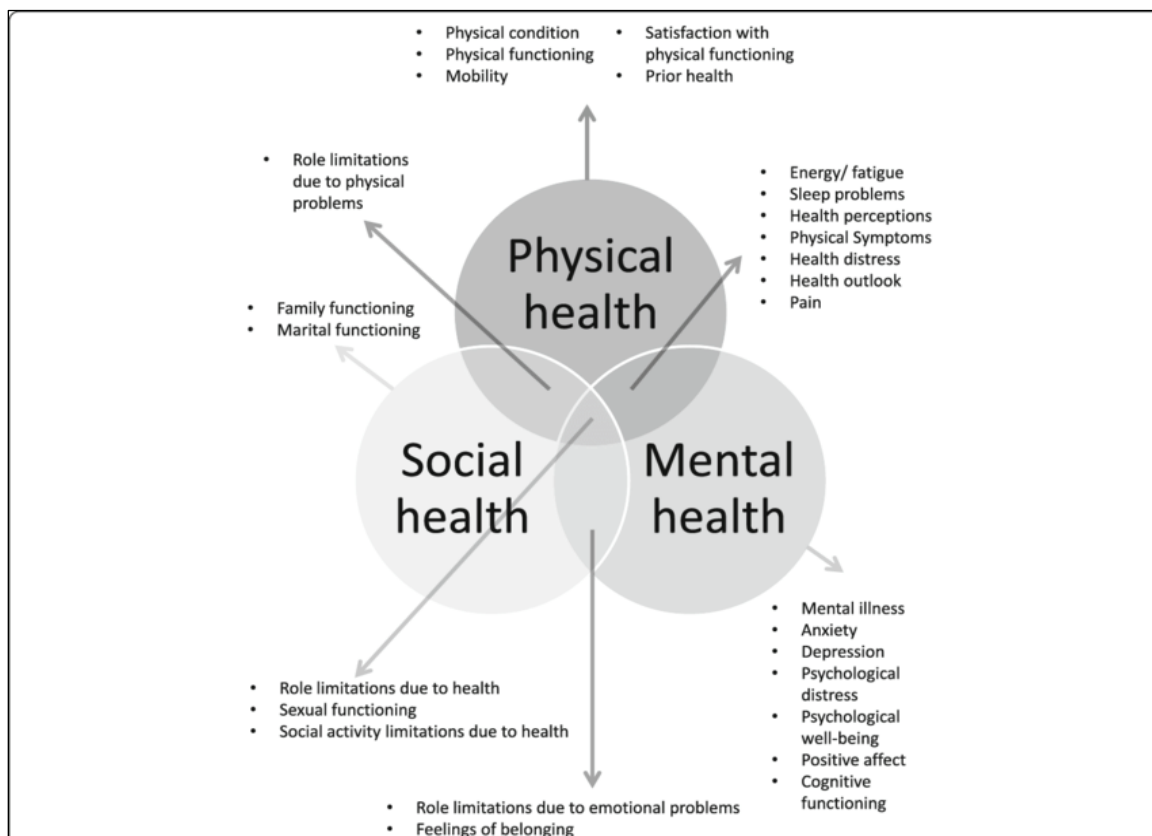 • Physical condition
• Physical functioning
• Mobility
• Satisfaction with
physical functioning
• Prior health
• Role limitations
due to physical
problems
• Energy/ fatigue
• Sleep problems
• Health perceptions
• Physical Symptoms
• Health distress
• Health outlook
• Pain
Physical
health
• Family functioning
• Marital functioning
Social
health
Mental
health
• Mental illness
• Anxiety
• Depression
• Psychological
distress
• Psychological
well-being
• Positive affect
• Cognitive
functioning
• Role limitations due to health
• Sexual functioning
• Social activity limitations due to health
• Role limitations due to emotional problems
• Feelings of belonging